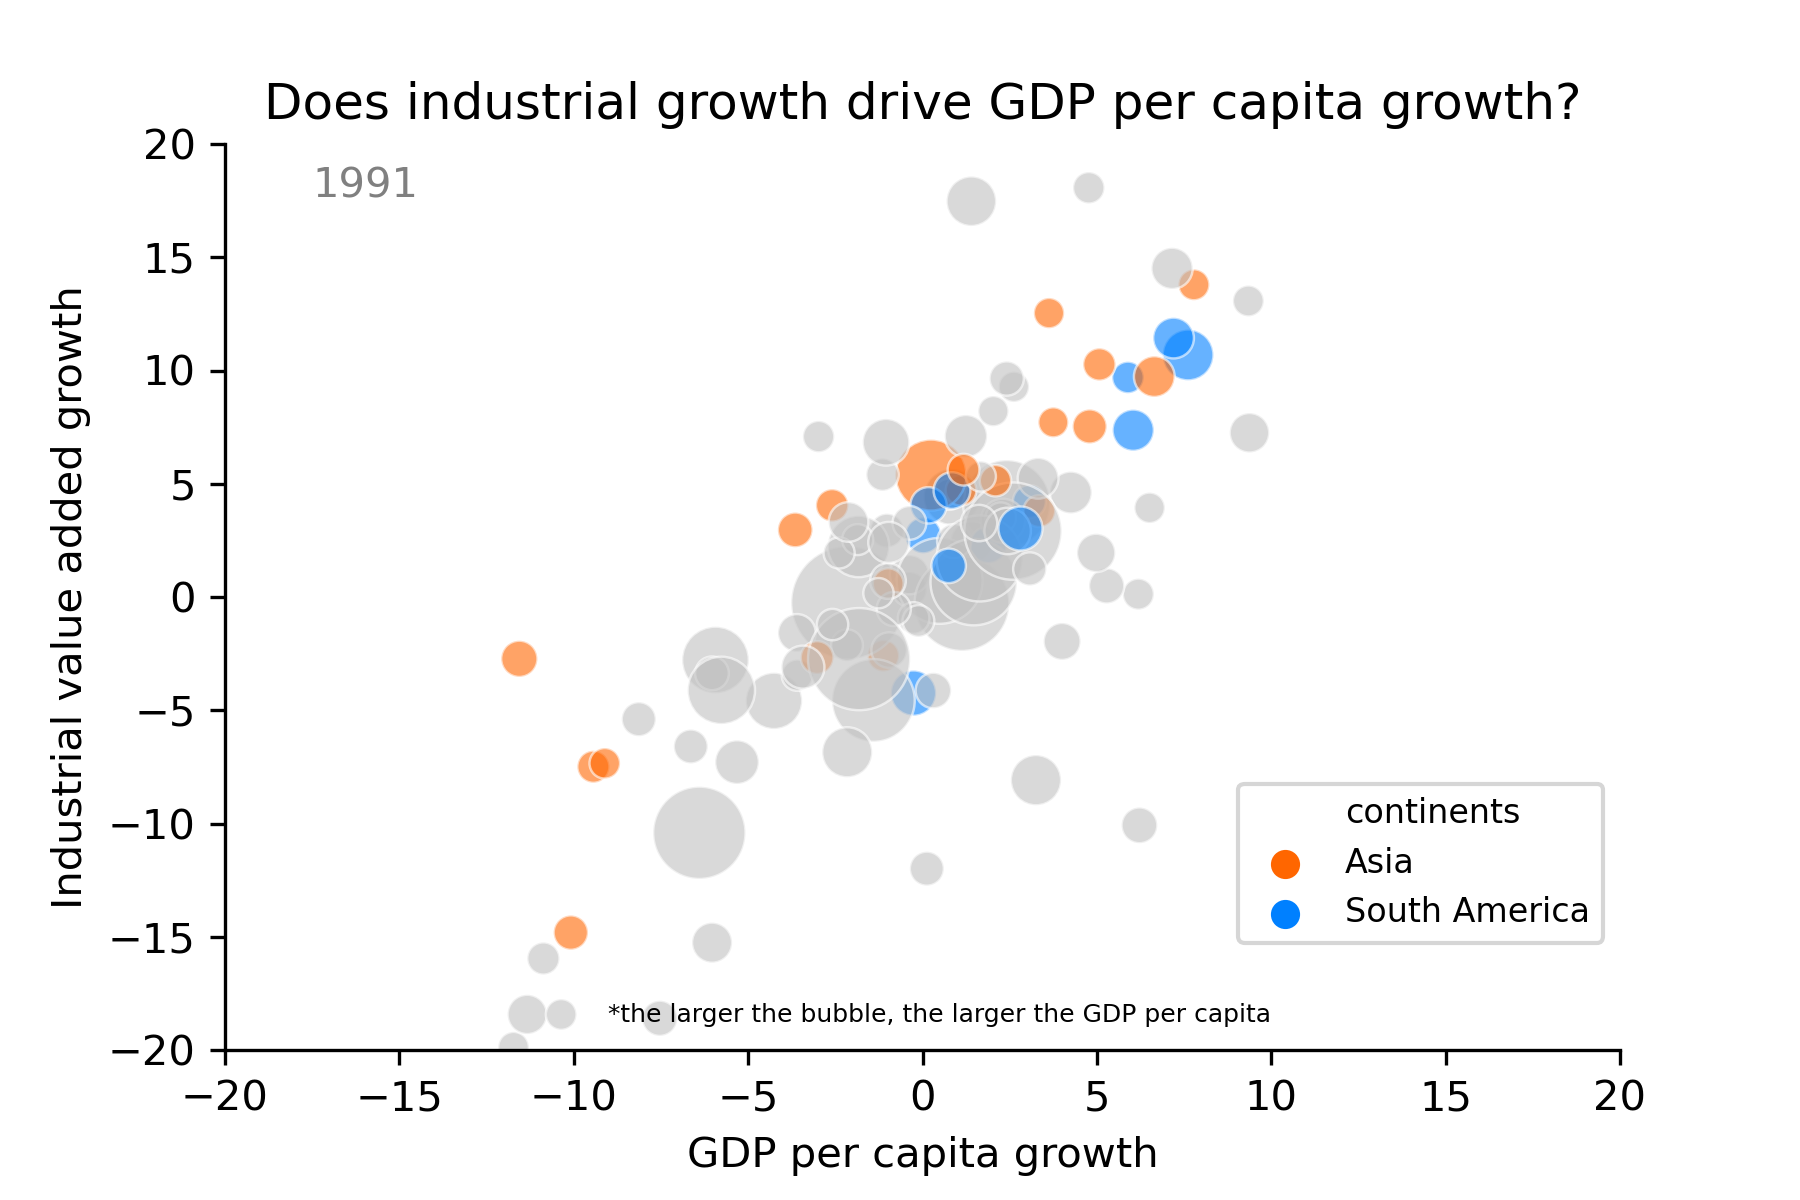 Does industrial growth drive GDP per capita growth?
1991
20
15
10
5
0
−5
−10
−15
−20
Industrial value added growth
continents
Asia
South America
*the larger the bubble, the larger the GDP per capita
−20 −15 −10 −5 0 5 10 15 20
GDP per capita growth